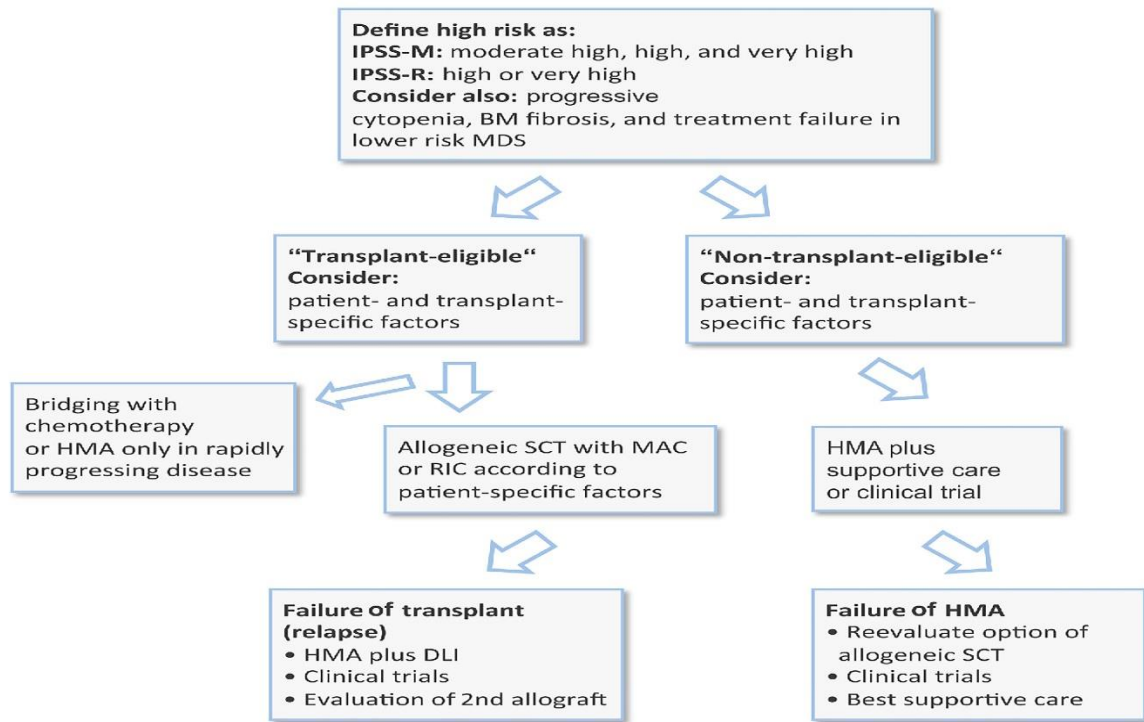 Define high risk as:
IPSS-M: moderate high, high, and very high
IPSS-R: high or very high
Consider also: progressive
cytopenia, BM fibrosis, and treatment failure in
lower risk MDS
“Transplant-eligible“
Consider:
patient- and transplant-
specific factors
“Non-transplant-eligible“
Consider:
patient- and transplant-
specific factors
Bridging with
chemotherapy
or HMA only in rapidly
progressing disease
Allogeneic SCT with MAC
or RIC according to
patient-specific factors
HMA plus
supportive care
or clinical trial
Failure of transplant
(relapse)
• HMA plus DLI
• Clinical trials
• Evaluation of 2nd allograft
Failure of HMA
• Reevaluate option of
allogeneic SCT
• Clinical trials
• Best supportive care